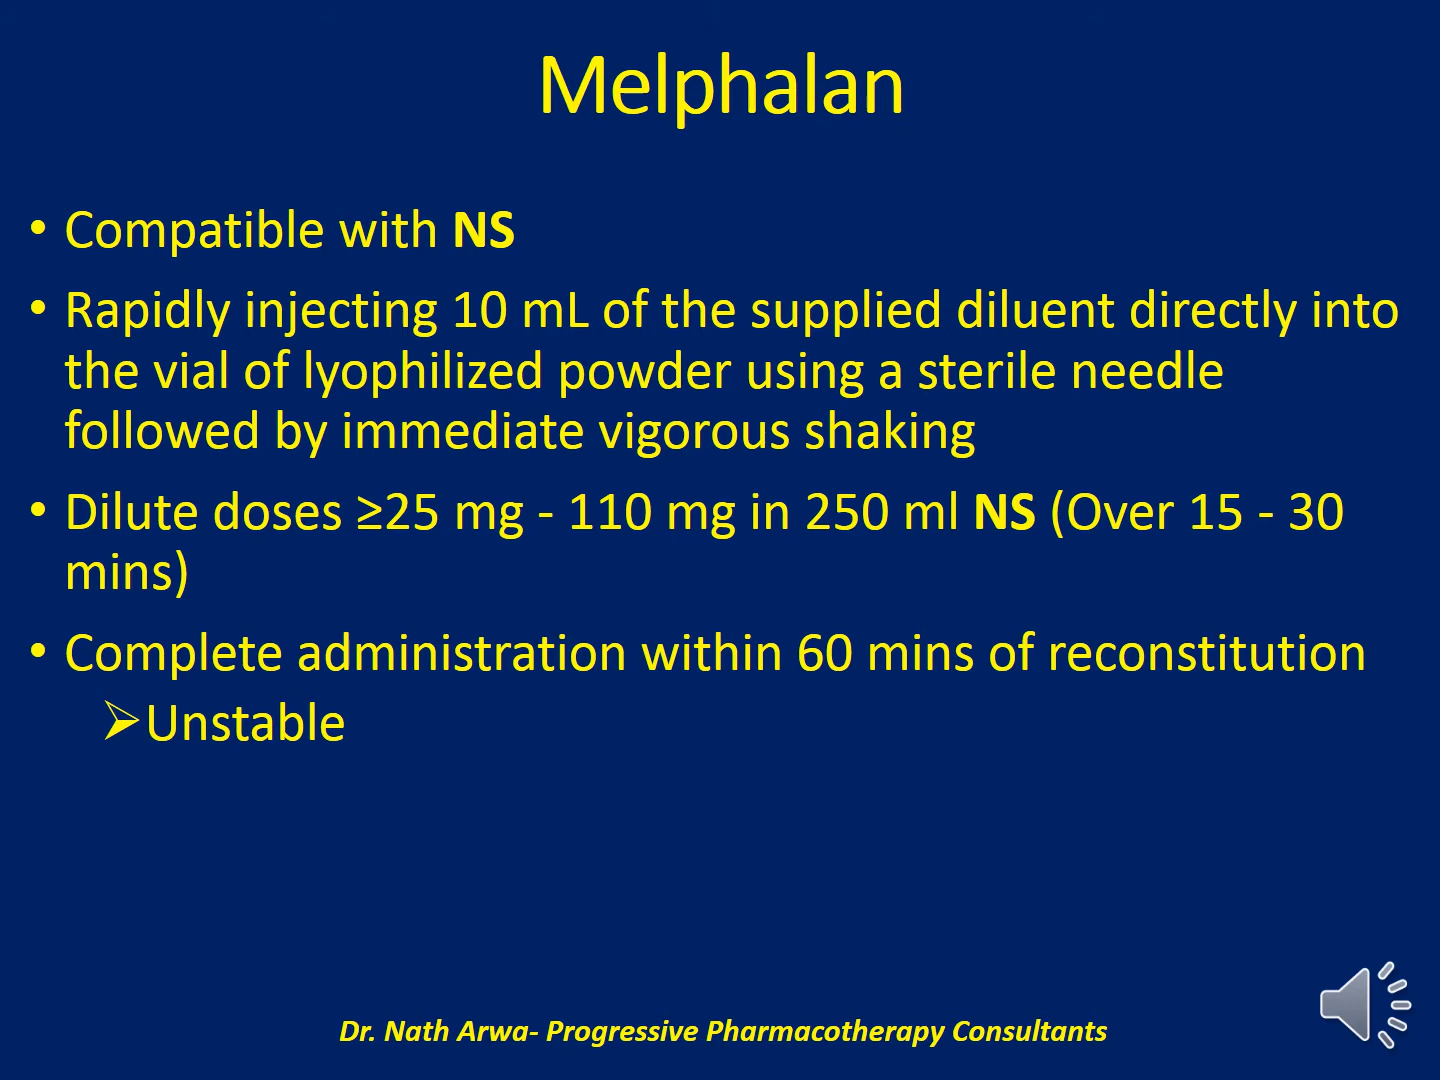 Melphalan
• Compatible with NS
• Rapidly injecting 10 mL of the supplied diluent directly into
the vial of lyophilized powder using a sterile needle
followed by immediate vigorous shaking
• Dilute doses ≥25 mg - 110 mg in 250 ml NS (Over 15 - 30
mins)
• Complete administration within 60 mins of reconstitution
➢Unstable
Dr. Nath Arwa- Progressive Pharmacotherapy Consultants